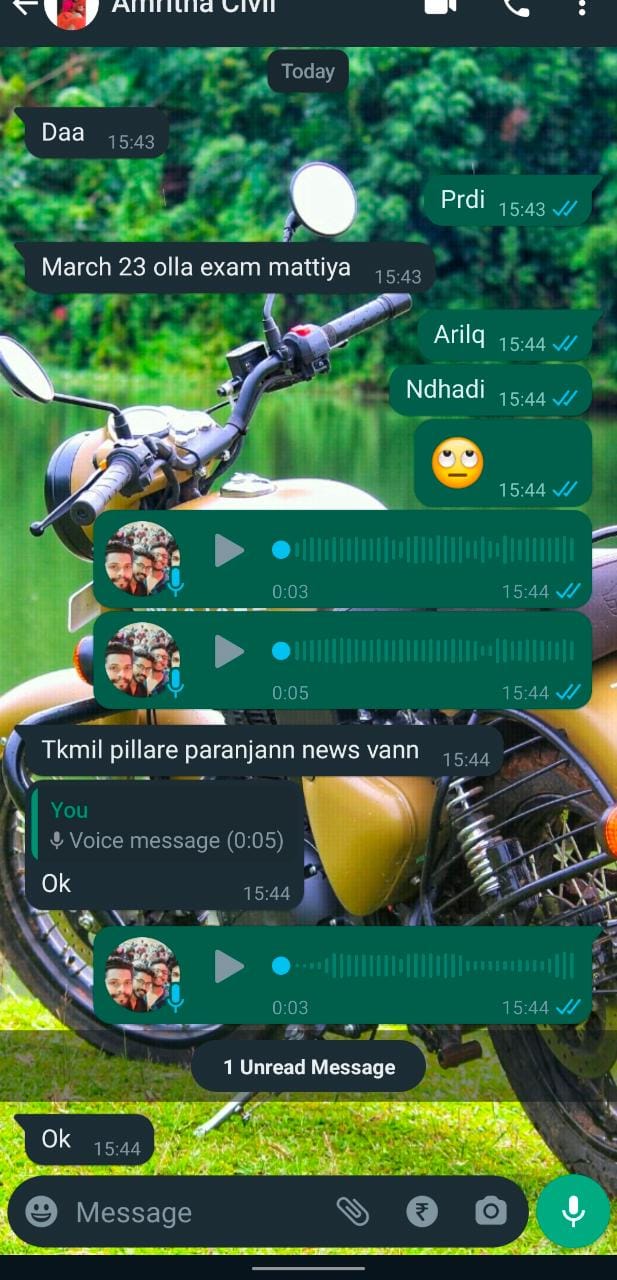 Amritha Civil
Today
Daa 15:43
Prdi 15:43
March 23 olla exam mattiya 15:43
Arilq 15:44
Ndhadi 15:44
🙄 15:44
0:03 15:44
0:05 15:44
Tkmil pillare paranjann news vann 15:44
You
Voice message (0:05)
Ok 15:44
0:03 15:44
1 Unread Message
Ok 15:44
Message